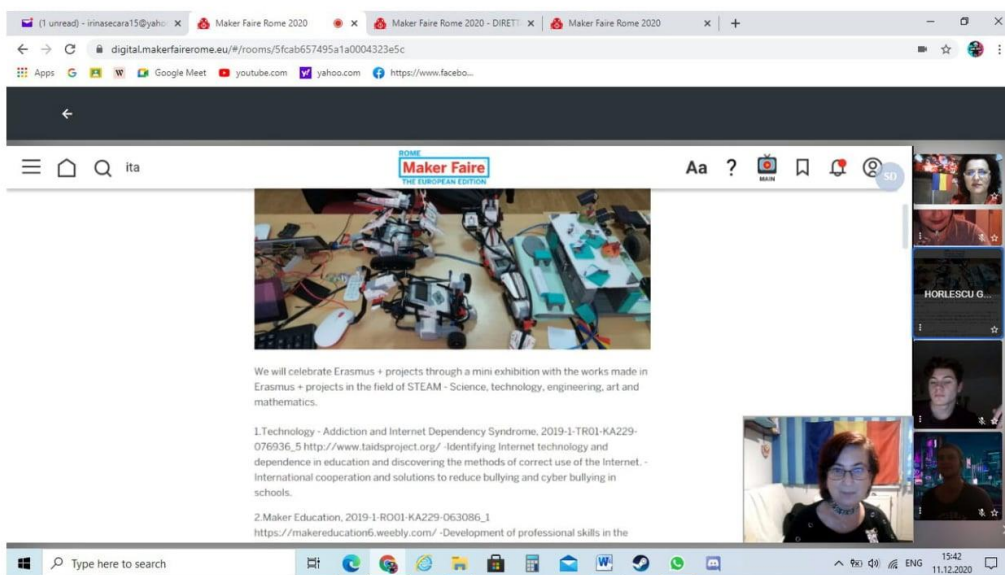 (1 unread) - irinasecara15@yaho
Maker Faire Rome 2020
Maker Faire Rome 2020 - DIRETT
Maker Faire Rome 2020
digital.makerfairerome.eu/#/rooms/5fcab657495a1a0004323e5c
Apps
Google Meet
youtube.com
yahoo.com
https://www.facebo...
ita
ROME
Maker Faire
THE EUROPEAN EDITION
Aa
?
MAIN
SD
HORLESCU G...
We will celebrate Erasmus + projects through a mini exhibition with the works made in
Erasmus + projects in the field of STEAM - Science, technology, engineering, art and
mathematics.
1.Technology - Addiction and Internet Dependency Syndrome, 2019-1-TR01-KA229-
076936_5 http://www.taidsproject.org/ -Identifying Internet technology and
dependence in education and discovering the methods of correct use of the Internet. -
International cooperation and solutions to reduce bullying and cyber bullying in
schools.
2.Maker Education, 2019-1-RO01-KA229-063086_1
https://makereducation6.weebly.com/ -Development of professional skills in the
Type here to search
ENG
15:42
11.12.2020